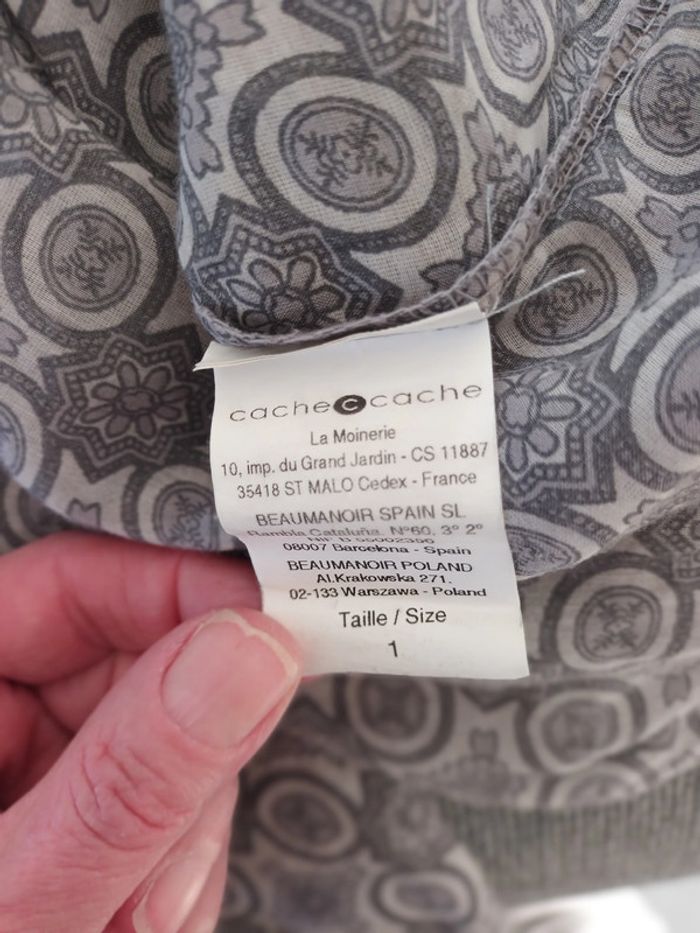 cache c cache
La Moinerie
10, imp. du Grand Jardin - CS 11887
35418 ST MALO Cedex - France
BEAUMANOIR SPAIN SL
Rambla Cataluña. N°60, 3° 2°
08007 Barcelona - Spain
BEAUMANOIR POLAND
Al.Krakowska 271.
02-133 Warszawa - Poland
Taille / Size
1